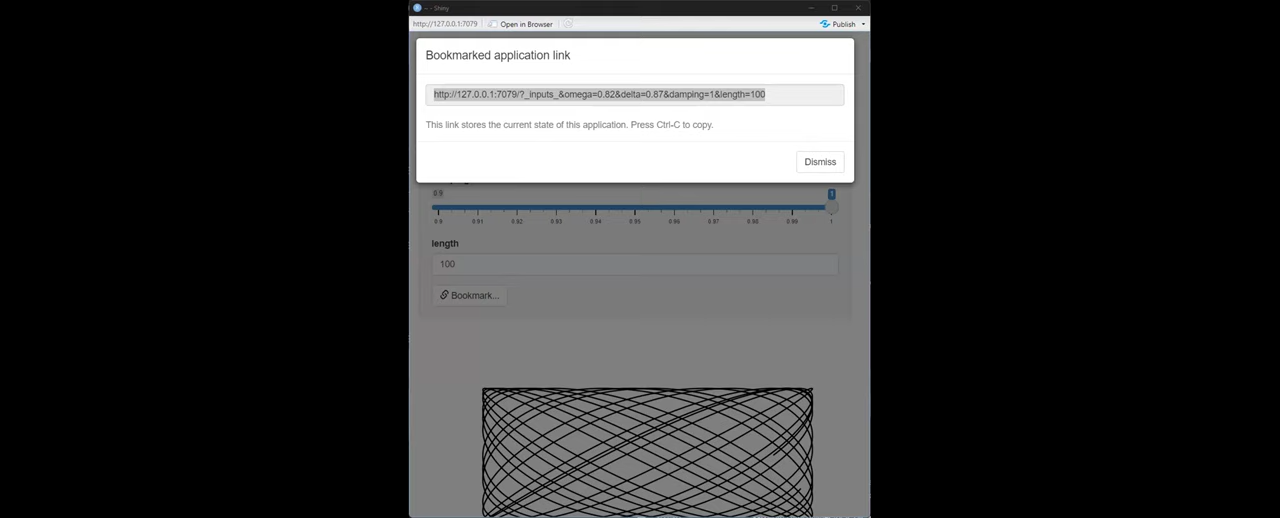 -- - Shiny
http://127.0.0.1:7079 Open in Browser Publish
Bookmarked application link
http://127.0.0.1:7079/?_inputs_&omega=0.82&delta=0.87&damping=1&length=100
This link stores the current state of this application. Press Ctrl-C to copy.
Dismiss
0.9 1
0.9 0.91 0.92 0.93 0.94 0.95 0.96 0.97 0.98 0.99 1
length
100
Bookmark...